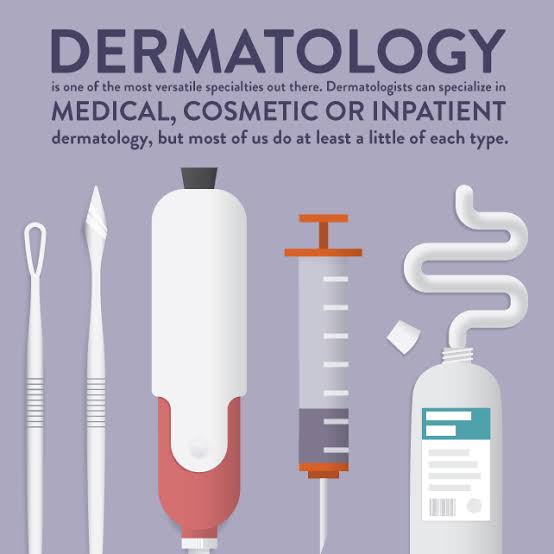 DERMATOLOGY
is one of the most versatile specialties out there. Dermatologists can specialize in
MEDICAL, COSMETIC OR INPATIENT
dermatology, but most of us do at least a little of each type.